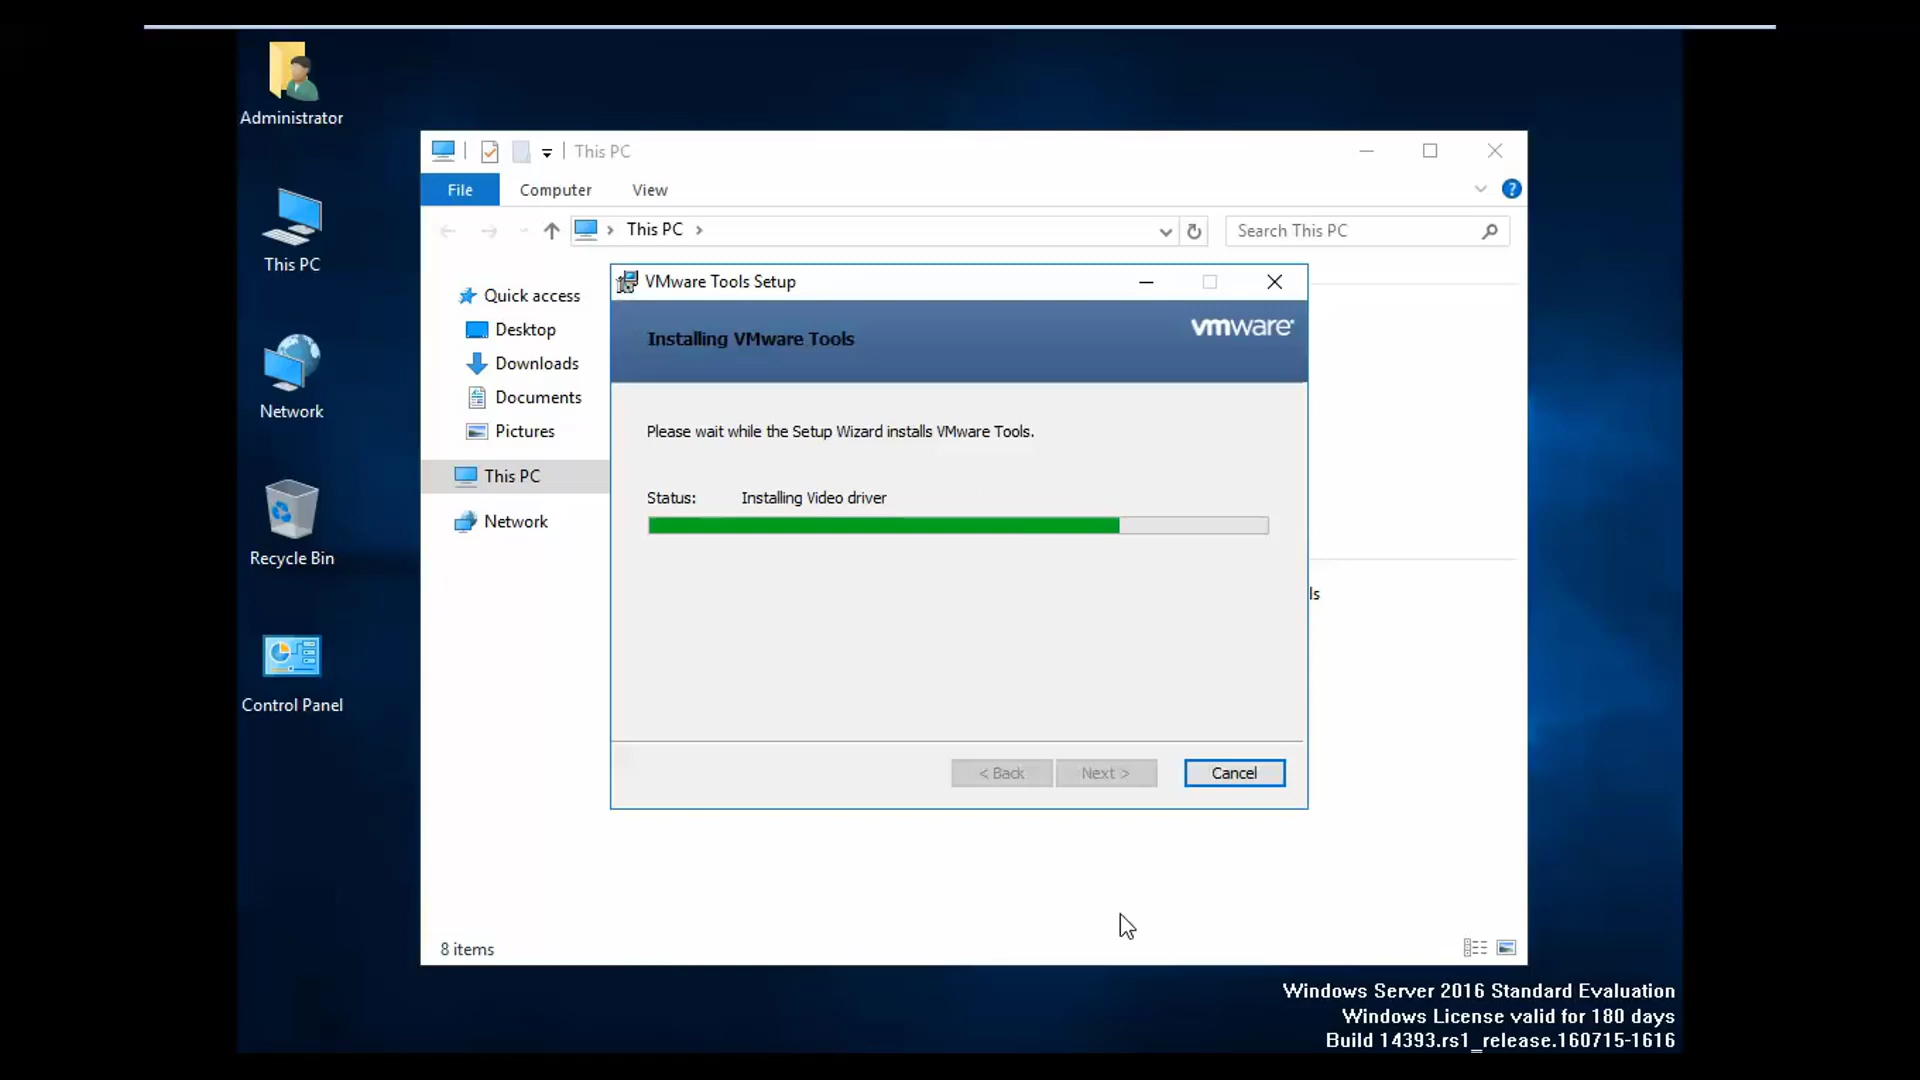 Administrator
This PC
Network
Recycle Bin
Control Panel
This PC
File Computer View
This PC
Search This PC
Quick access
Desktop
Downloads
Documents
Pictures
This PC
Network
8 items
VMware Tools Setup
Installing VMware Tools
vmware
Please wait while the Setup Wizard installs VMware Tools.
Status: Installing Video driver
< Back Next > Cancel
ls
Windows Server 2016 Standard Evaluation
Windows License valid for 180 days
Build 14393.rs1_release.160715-1616